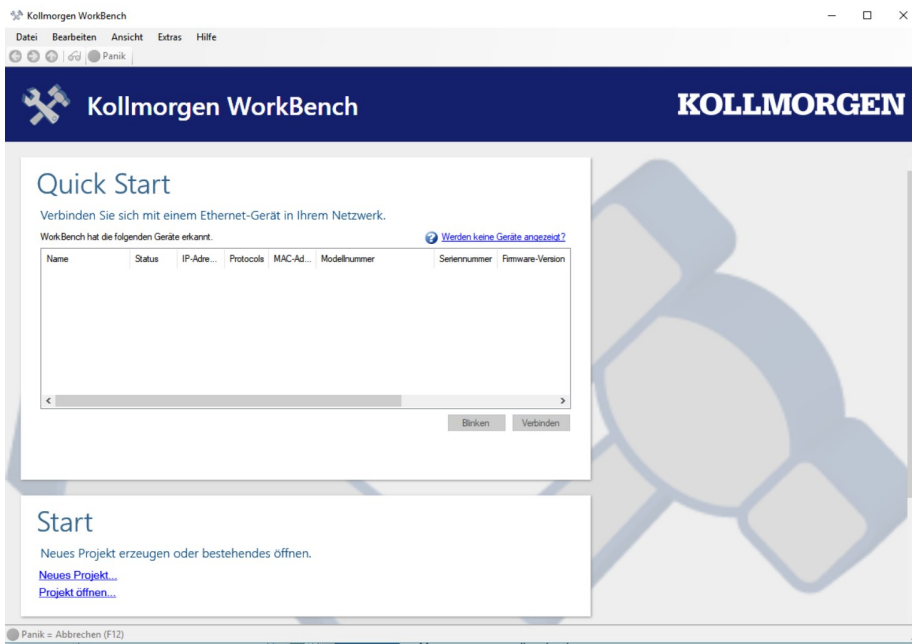 Kollmorgen WorkBench
Datei Bearbeiten Ansicht Extras Hilfe
Panik
Kollmorgen WorkBench
KOLLMORGEN
Quick Start
Verbinden Sie sich mit einem Ethernet-Gerät in Ihrem Netzwerk.
WorkBench hat die folgenden Geräte erkannt.
Werden keine Geräte angezeigt?
Name Status IP-Adre... Protocols MAC-Ad... Modellnummer Seriennummer Firmware-Version
Blinken Verbinden
Start
Neues Projekt erzeugen oder bestehendes öffnen.
Neues Projekt...
Projekt öffnen...
Panik = Abbrechen (F12)